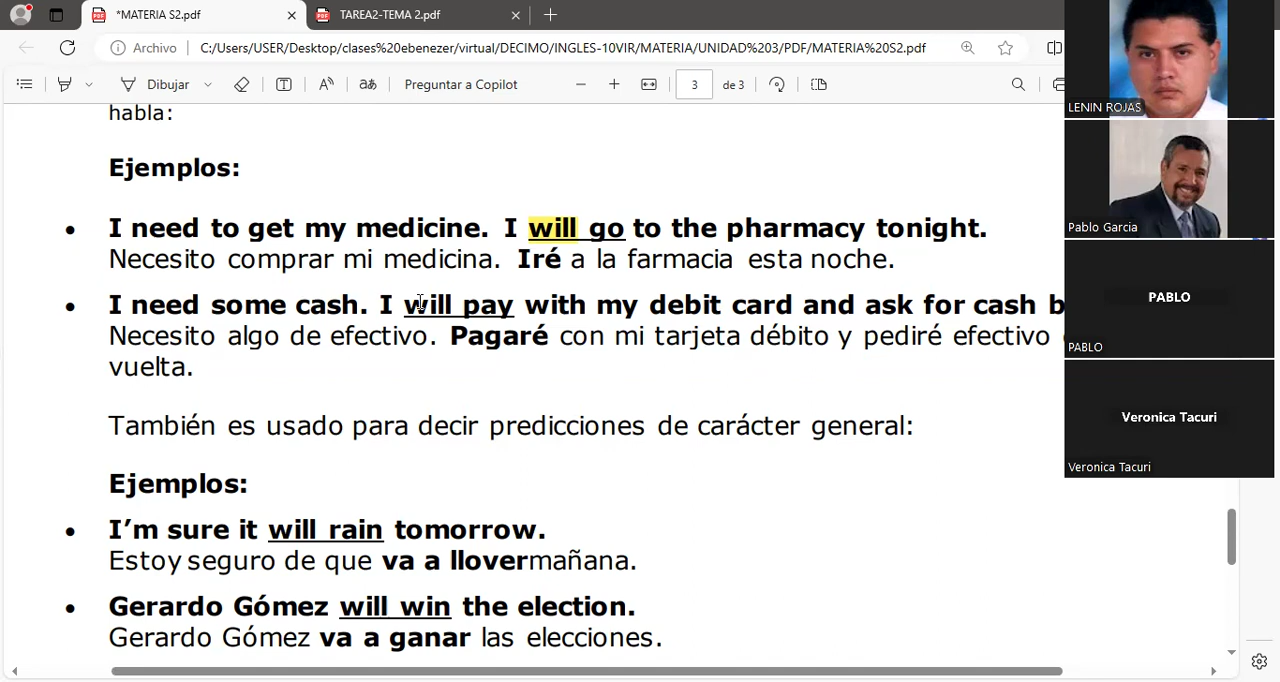 *MATERIA S2.pdf
TAREA2-TEMA 2.pdf
Archivo
C:/Users/USER/Desktop/clases%20ebenezer/virtual/DECIMO/INGLES-10VIR/MATERIA/UNIDAD%203/PDF/MATERIA%20S2.pdf
Dibujar
Preguntar a Copilot
3
de 3
habla:
Ejemplos:
• I need to get my medicine. I will go to the pharmacy tonight.
Necesito comprar mi medicina. Iré a la farmacia esta noche.
• I need some cash. I will pay with my debit card and ask for cash b
Necesito algo de efectivo. Pagaré con mi tarjeta débito y pediré efectivo
vuelta.
También es usado para decir predicciones de carácter general:
Ejemplos:
• I’m sure it will rain tomorrow.
Estoy seguro de que va a llovermañana.
• Gerardo Gómez will win the election.
Gerardo Gómez va a ganar las elecciones.
LENIN ROJAS
Pablo Garcia
PABLO
PABLO
Veronica Tacuri
Veronica Tacuri